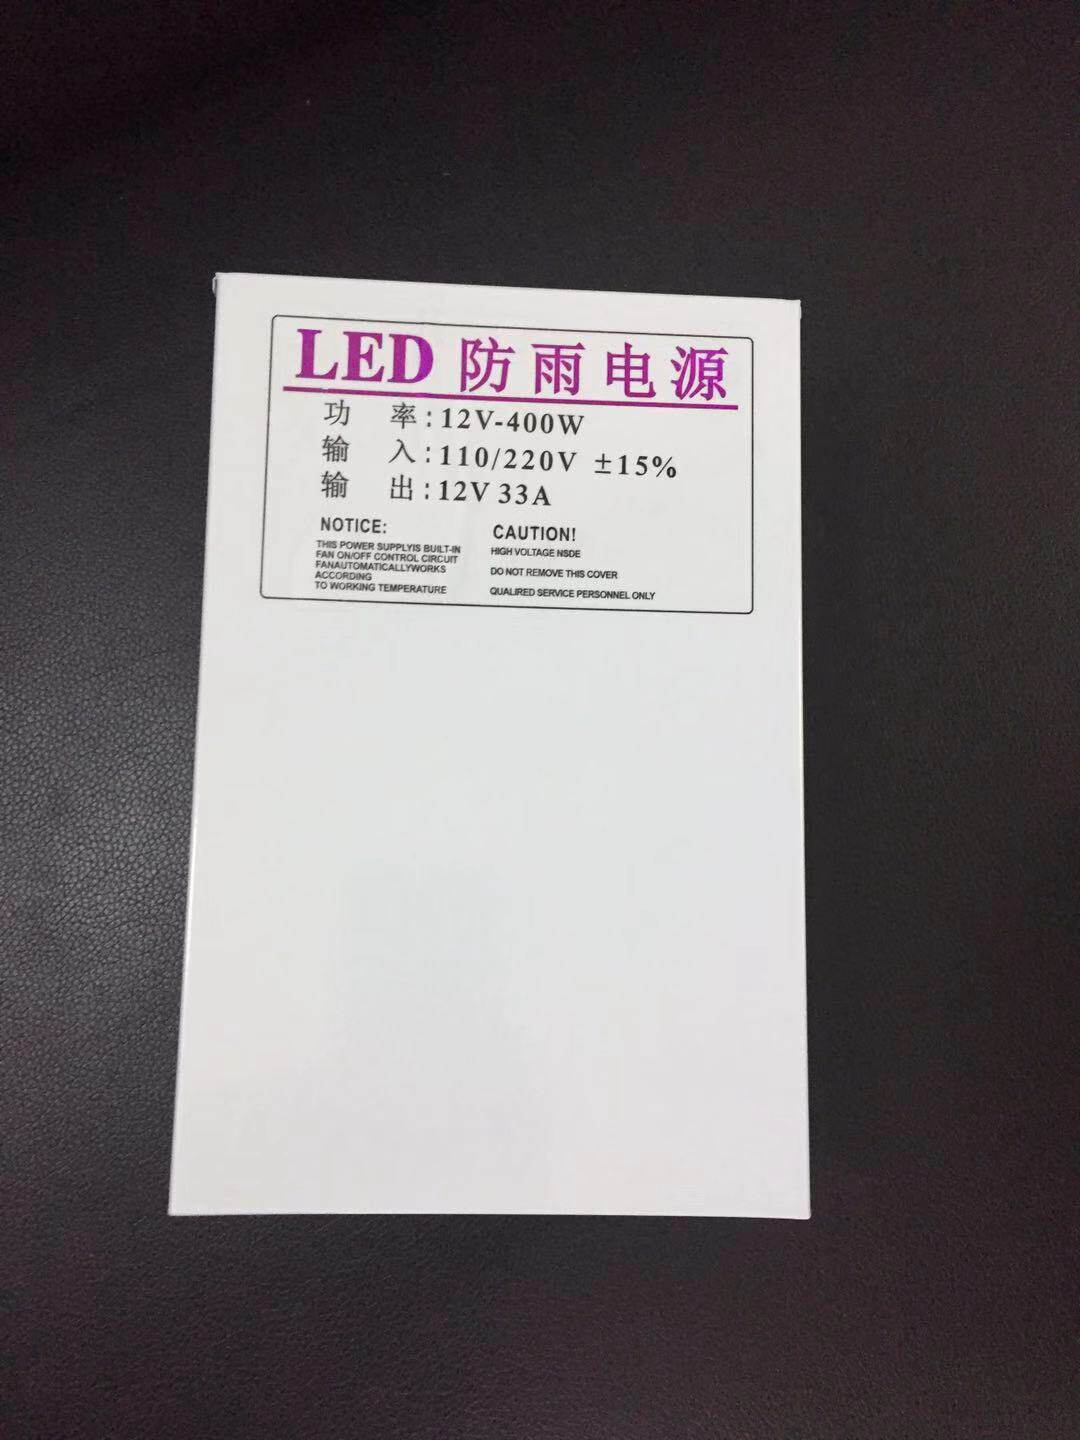 LED 防雨电源
功 率:12V-400W
输 入:110/220V ±15%
输 出:12V 33A
NOTICE:
THIS POWER SUPPLYIS BUILT-IN
FAN ON/OFF CONTROL CIRCUIT
FANAUTOMATICALLYWORKS
ACCORDING
TO WORKING TEMPERATURE
CAUTION!
HIGH VOLTAGE NSDE
DO NOT REMOVE THIS COVER
QUALIRED SERVICE PERSONNEL ONLY